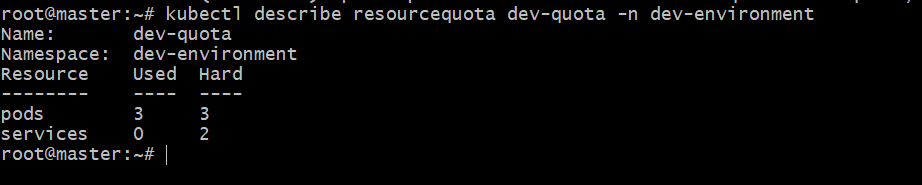 root@master:~# kubectl describe resourcequota dev-quota -n dev-environment
Name:       dev-quota
Namespace:  dev-environment
Resource    Used  Hard
--------    ----  ----
pods        3     3
services    0     2
root@master:~#